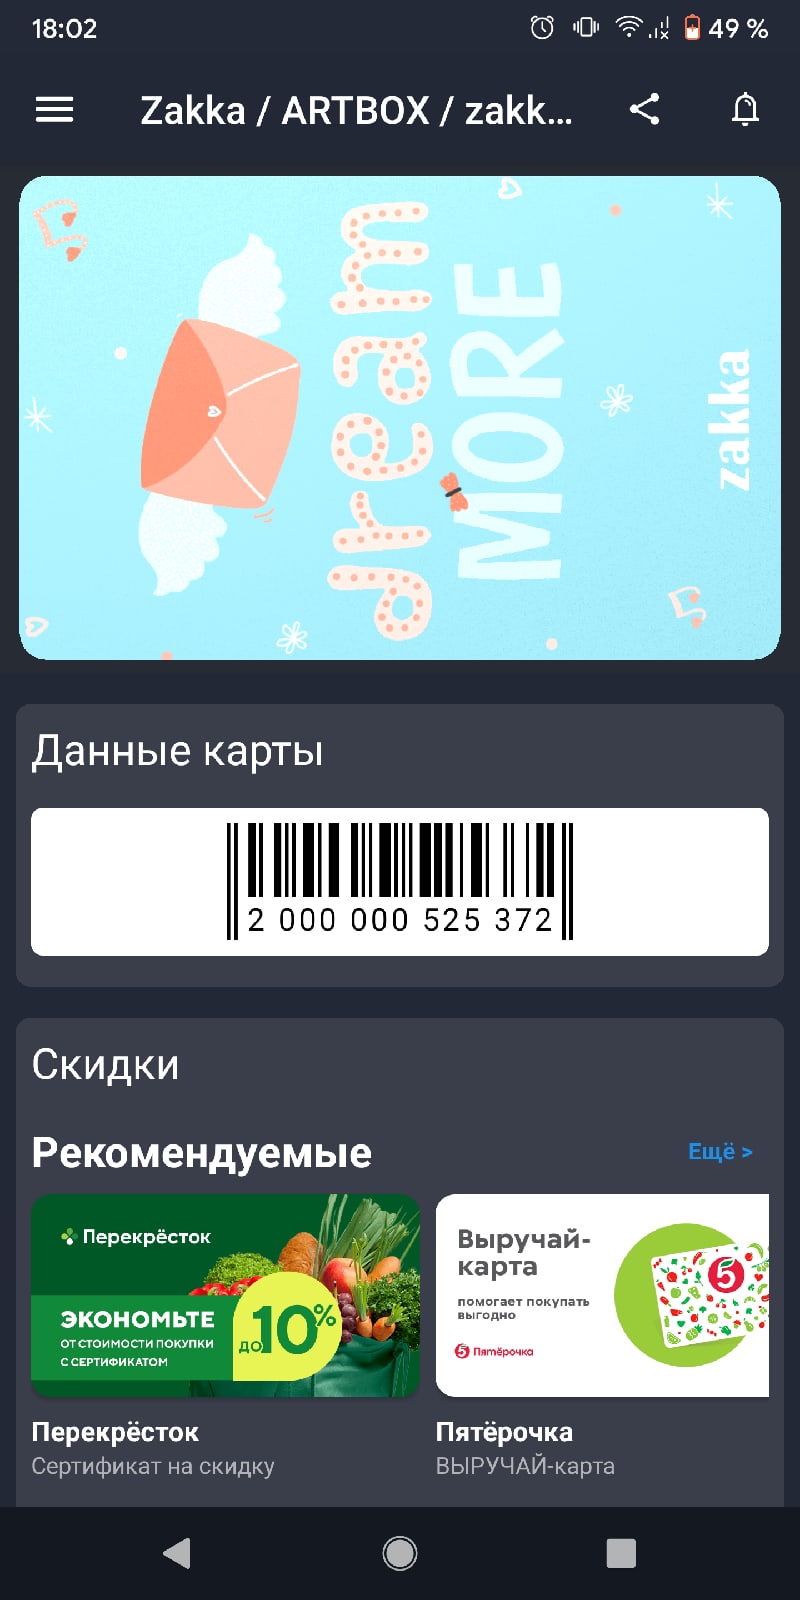 18:02
49 %
Zakka / ARTBOX / zakk...
dream
MORE
zakka
Данные карты
2 000 000 525 372
Скидки
Рекомендуемые
Ещё >
Перекрёсток
ЭКОНОМЬТЕ
ОТ СТОИМОСТИ ПОКУПКИ
С СЕРТИФИКАТОМ
ДО 10%
Выручай-
карта
помогает покупать
выгодно
5 Пятёрочка
5
Перекрёсток
Сертификат на скидку
Пятёрочка
ВЫРУЧАЙ-карта